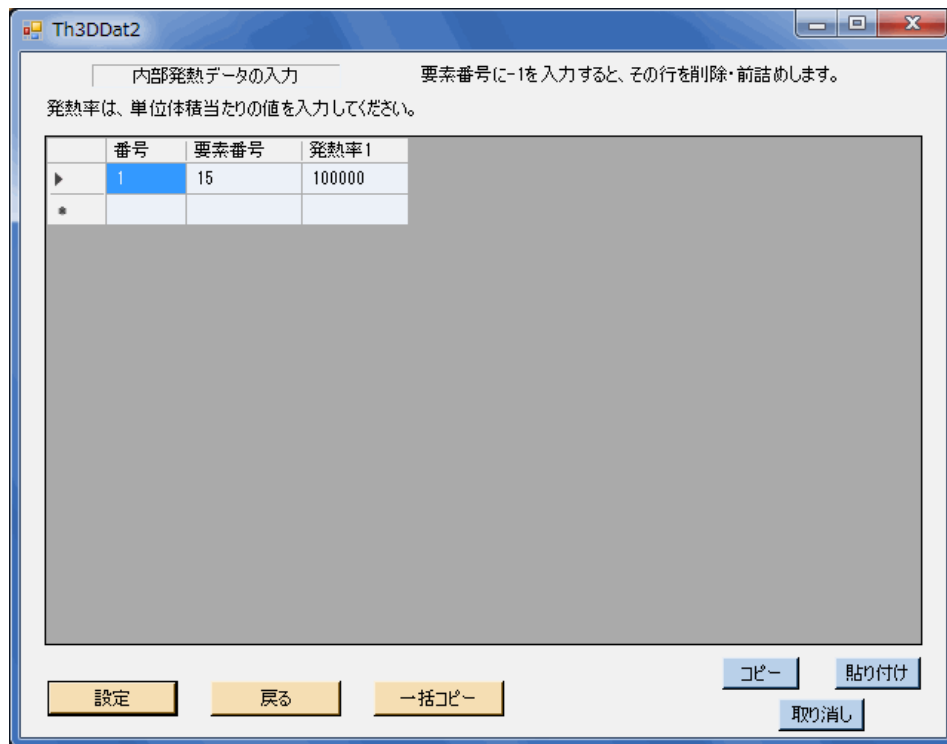 Th3DDat2
内部発熱データの入力 要素番号に-1を入力すると、その行を削除・前詰めします。
発熱率は、単位体積当たりの値を入力してください。
番号 要素番号 発熱率1
1 15 100000
コピー 貼り付け
設定 戻る 一括コピー
取り消し